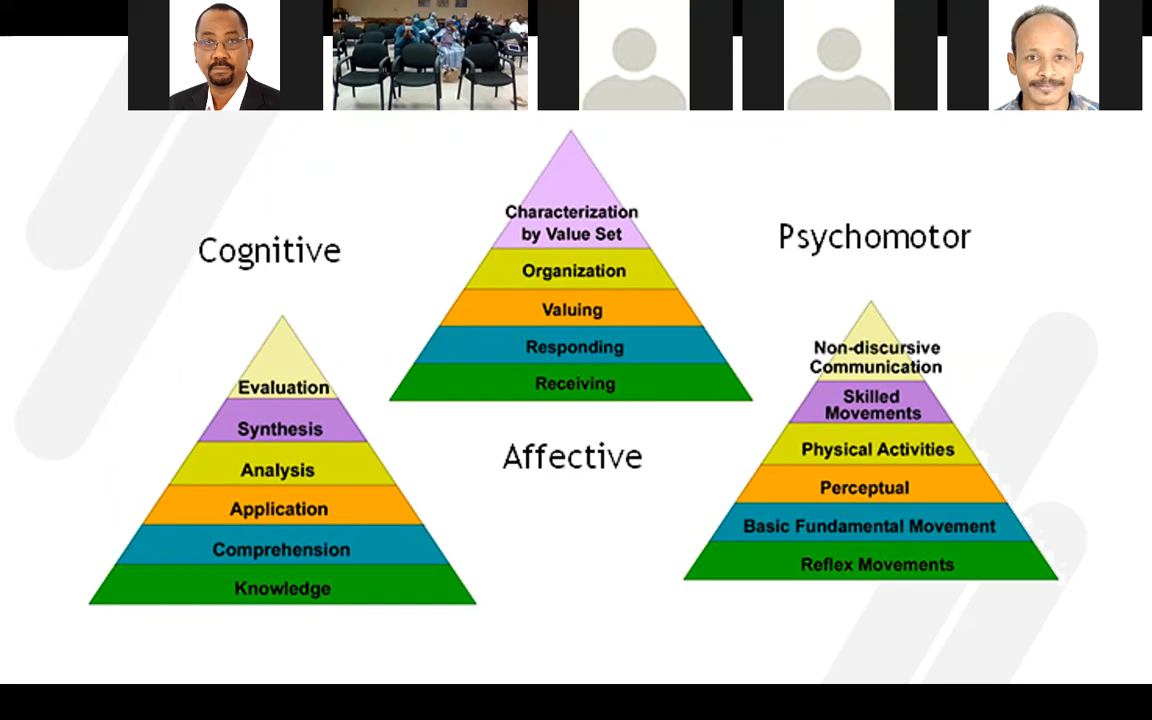 Cognitive
Evaluation
Synthesis
Analysis
Application
Comprehension
Knowledge
Characterization
by Value Set
Organization
Valuing
Responding
Receiving
Affective
Psychomotor
Non-discursive
Communication
Skilled
Movements
Physical Activities
Perceptual
Basic Fundamental Movement
Reflex Movements